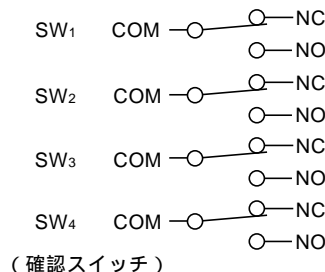 NC
SW₁ COM
NO
NC
SW₂ COM
NO
NC
SW₃ COM
NO
NC
SW₄ COM
NO
(確認スイッチ)